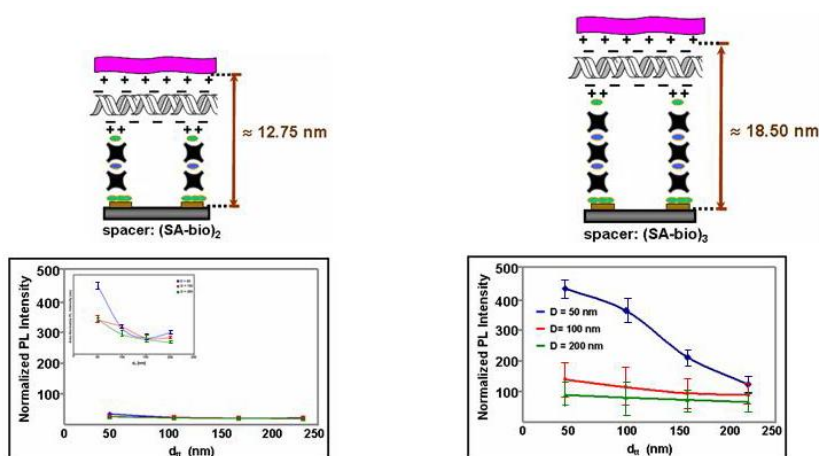 + + + + + +
≈ 12.75 nm
spacer: (SA-bio)₂
+ + + + + +
≈ 18.50 nm
spacer: (SA-bio)₃
Normalized PL Intensity
500
400
300
200
100
0 50 100 150 200 250
dₜₜ (nm)
Normalized PL Intensity
500
400
300
200
100
D = 50 nm
D= 100 nm
D= 200 nm
0 50 100 150 200 250
dₜₜ (nm)